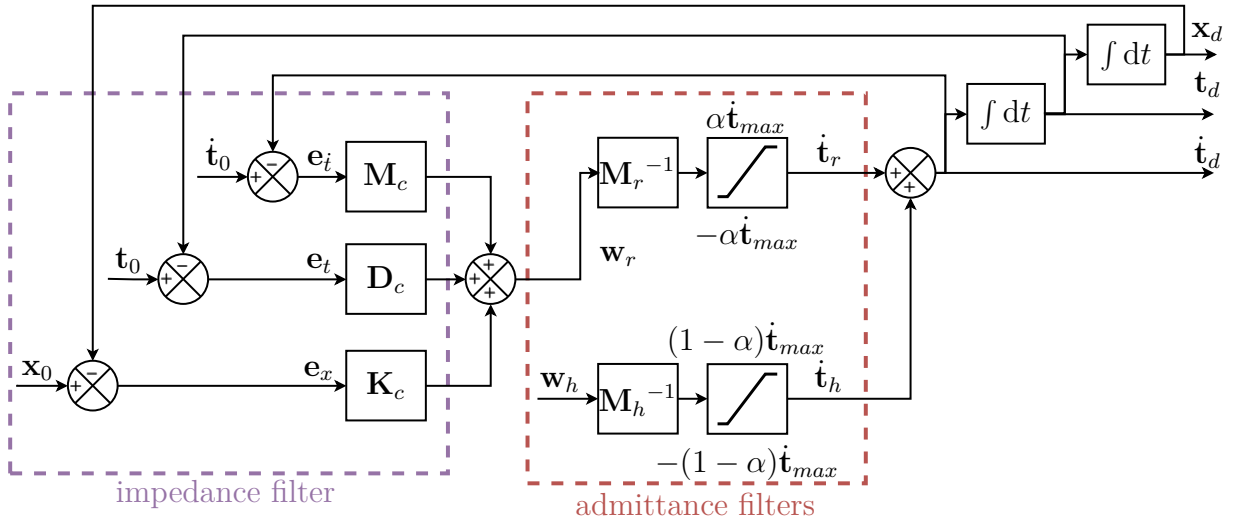 𝐱_d
∫ dt
𝐭_d
∫ dt
α𝐭̇_max
𝐭̇_0
+
−
𝐞_𝐭̇
𝐌_c
𝐌_r⁻¹
𝐭̇_r
+
+
𝐭̇_d
−α𝐭̇_max
𝐭_0
+
−
𝐞_t
𝐃_c
+
+
+
𝐰_r
(1 − α)𝐭̇_max
𝐱_0
+
−
𝐞_x
𝐊_c
𝐰_h
𝐌_h⁻¹
𝐭̇_h
−(1 − α)𝐭̇_max
impedance filter
admittance filters